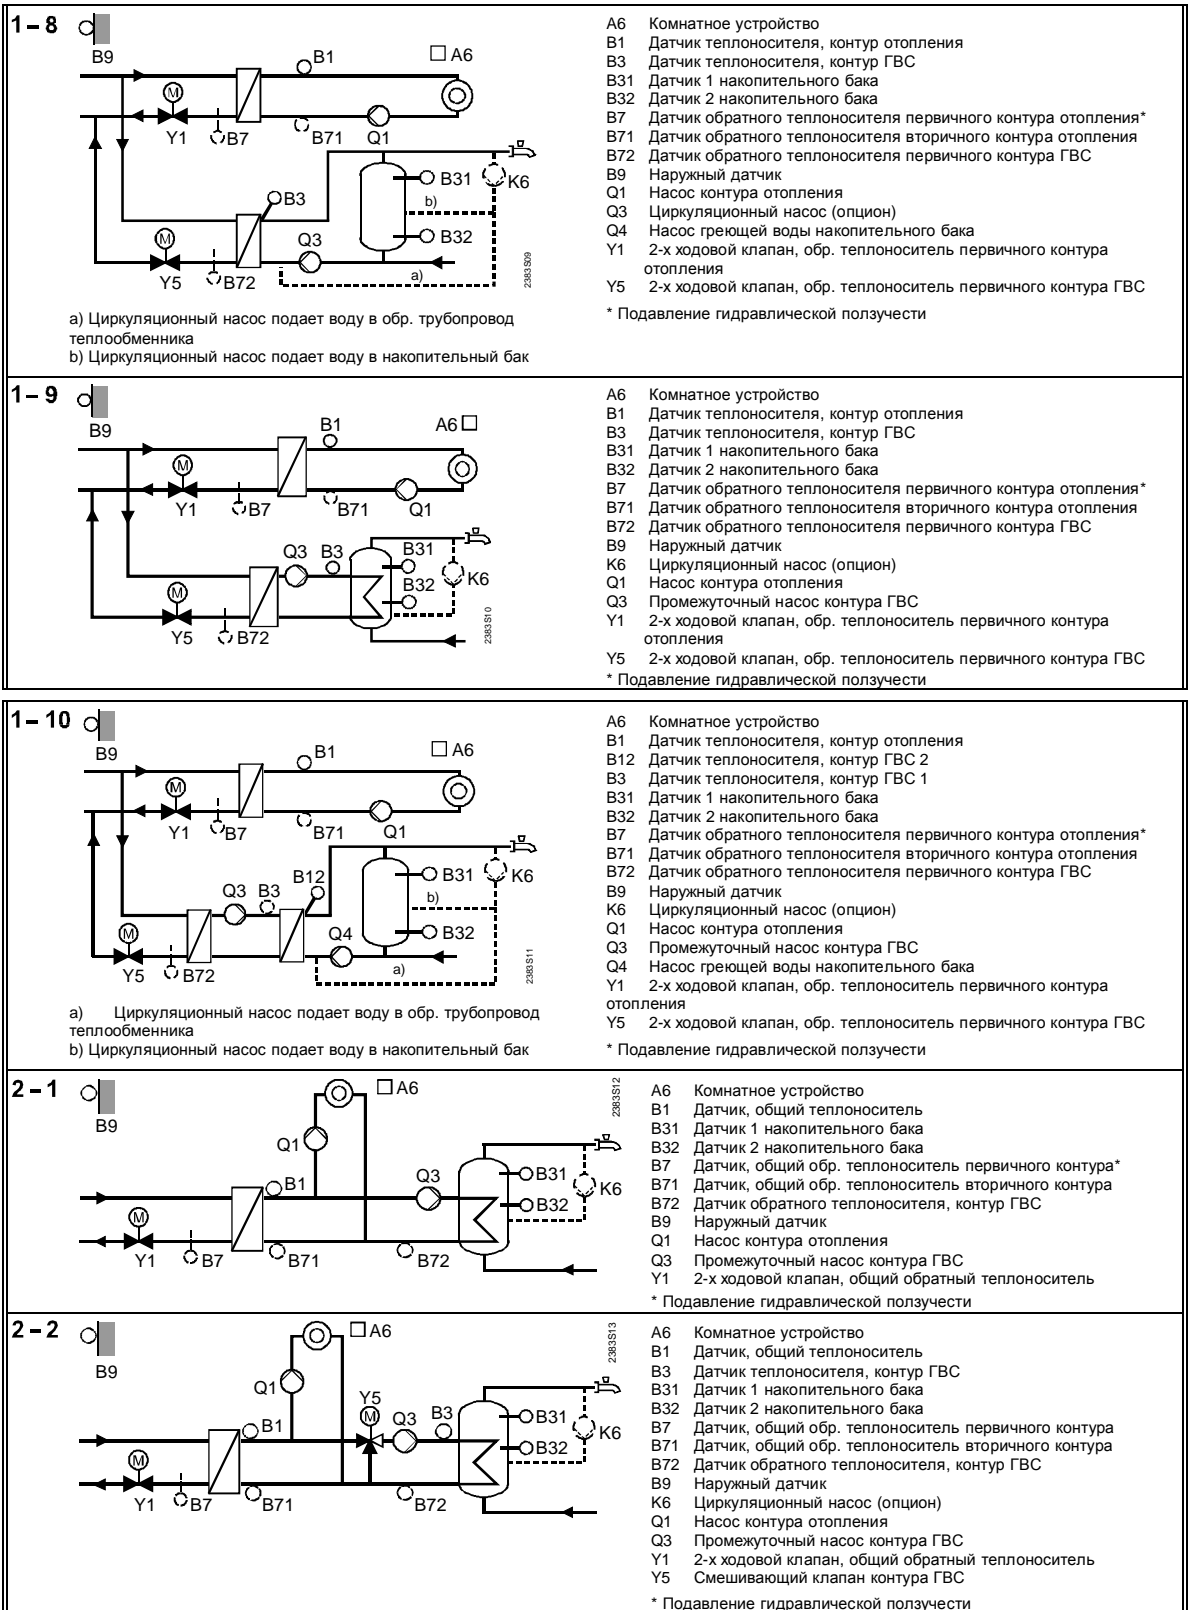 1–8
B9
B1
A6
M
Y1
B7
B71
Q1
B31
K6
b)
B3
B32
M
Q3
Y5
B72
a)
2383S09
a) Циркуляционный насос подает воду в обр. трубопровод
теплообменника
b) Циркуляционный насос подает воду в накопительный бак
A6 Комнатное устройство
B1 Датчик теплоносителя, контур отопления
B3 Датчик теплоносителя, контур ГВС
B31 Датчик 1 накопительного бака
B32 Датчик 2 накопительного бака
B7 Датчик обратного теплоносителя первичного контура отопления*
B71 Датчик обратного теплоносителя вторичного контура отопления
B72 Датчик обратного теплоносителя первичного контура ГВС
B9 Наружный датчик
Q1 Насос контура отопления
Q3 Циркуляционный насос (опцион)
Q4 Насос греющей воды накопительного бака
Y1 2-х ходовой клапан, обр. теплоноситель первичного контура
отопления
Y5 2-х ходовой клапан, обр. теплоноситель первичного контура ГВС
* Подавление гидравлической ползучести
1–9
B9
B1
A6
M
Y1
B7
B71
Q1
Q3
B3
B31
K6
B32
M
Y5
B72
2383S10
A6 Комнатное устройство
B1 Датчик теплоносителя, контур отопления
B3 Датчик теплоносителя, контур ГВС
B31 Датчик 1 накопительного бака
B32 Датчик 2 накопительного бака
B7 Датчик обратного теплоносителя первичного контура отопления*
B71 Датчик обратного теплоносителя вторичного контура отопления
B72 Датчик обратного теплоносителя первичного контура ГВС
B9 Наружный датчик
K6 Циркуляционный насос (опцион)
Q1 Насос контура отопления
Q3 Промежуточный насос контура ГВС
Y1 2-х ходовой клапан, обр. теплоноситель первичного контура
отопления
Y5 2-х ходовой клапан, обр. теплоноситель первичного контура ГВС
* Подавление гидравлической ползучести
1–10
B9
B1
A6
M
Y1
B7
B71
Q1
Q3
B3
B12
B31
K6
b)
M
Q4
B32
Y5
B72
a)
2383S11
a) Циркуляционный насос подает воду в обр. трубопровод
теплообменника
b) Циркуляционный насос подает воду в накопительный бак
A6 Комнатное устройство
B1 Датчик теплоносителя, контур отопления
B12 Датчик теплоносителя, контур ГВС 2
B3 Датчик теплоносителя, контур ГВС 1
B31 Датчик 1 накопительного бака
B32 Датчик 2 накопительного бака
B7 Датчик обратного теплоносителя первичного контура отопления*
B71 Датчик обратного теплоносителя вторичного контура отопления
B72 Датчик обратного теплоносителя первичного контура ГВС
B9 Наружный датчик
K6 Циркуляционный насос (опцион)
Q1 Насос контура отопления
Q3 Промежуточный насос контура ГВС
Q4 Насос греющей воды накопительного бака
Y1 2-х ходовой клапан, обр. теплоноситель первичного контура
отопления
Y5 2-х ходовой клапан, обр. теплоноситель первичного контура ГВС
* Подавление гидравлической ползучести
2–1
B9
A6
2383S12
Q1
B1
Q3
B31
K6
B32
M
Y1
B7
B71
B72
A6 Комнатное устройство
B1 Датчик, общий теплоноситель
B31 Датчик 1 накопительного бака
B32 Датчик 2 накопительного бака
B7 Датчик, общий обр. теплоноситель первичного контура*
B71 Датчик, общий обр. теплоноситель вторичного контура
B72 Датчик обратного теплоносителя, контур ГВС
B9 Наружный датчик
Q1 Насос контура отопления
Q3 Промежуточный насос контура ГВС
Y1 2-х ходовой клапан, общий обратный теплоноситель
* Подавление гидравлической ползучести
2–2
B9
A6
2383S13
Q1
Y5
B1
M
Q3
B3
B31
K6
B32
M
Y1
B7
B71
B72
A6 Комнатное устройство
B1 Датчик, общий теплоноситель
B3 Датчик теплоносителя, контур ГВС
B31 Датчик 1 накопительного бака
B32 Датчик 2 накопительного бака
B7 Датчик, общий обр. теплоноситель первичного контура
B71 Датчик, общий обр. теплоноситель вторичного контура
B72 Датчик обратного теплоносителя, контур ГВС
B9 Наружный датчик
K6 Циркуляционный насос (опцион)
Q1 Насос контура отопления
Q3 Промежуточный насос контура ГВС
Y1 2-х ходовой клапан, общий обратный теплоноситель
Y5 Смешивающий клапан контура ГВС
* Подавление гидравлической ползучести